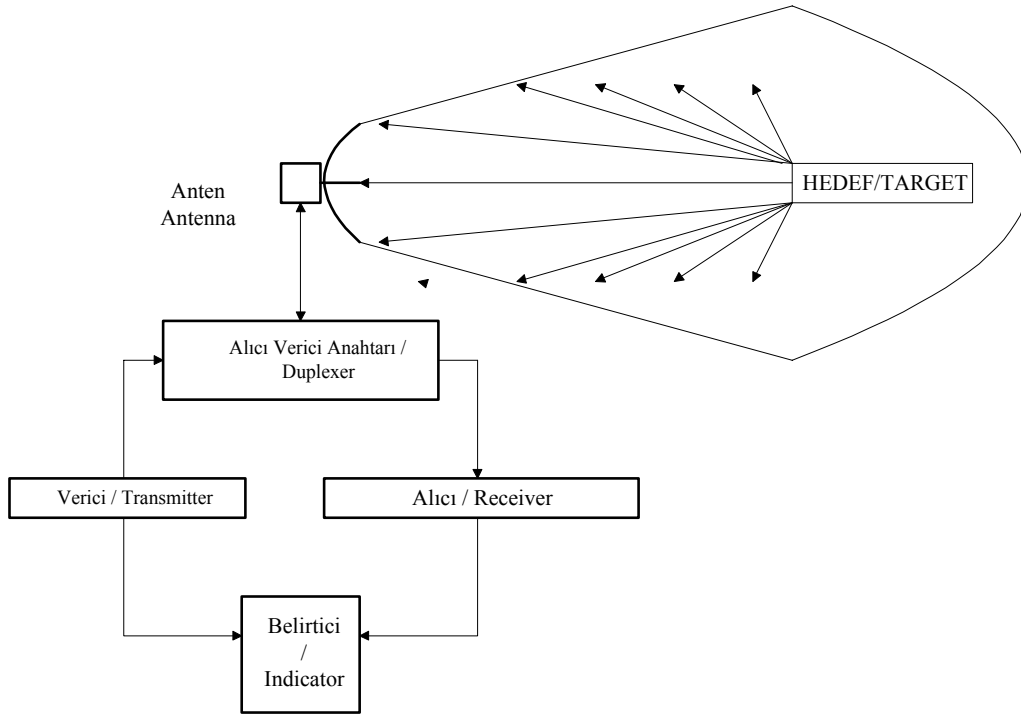 HEDEF/TARGET
Anten
Antenna
Alıcı Verici Anahtarı /
Duplexer
Verici / Transmitter
Alıcı / Receiver
Belirtici
/
Indicator